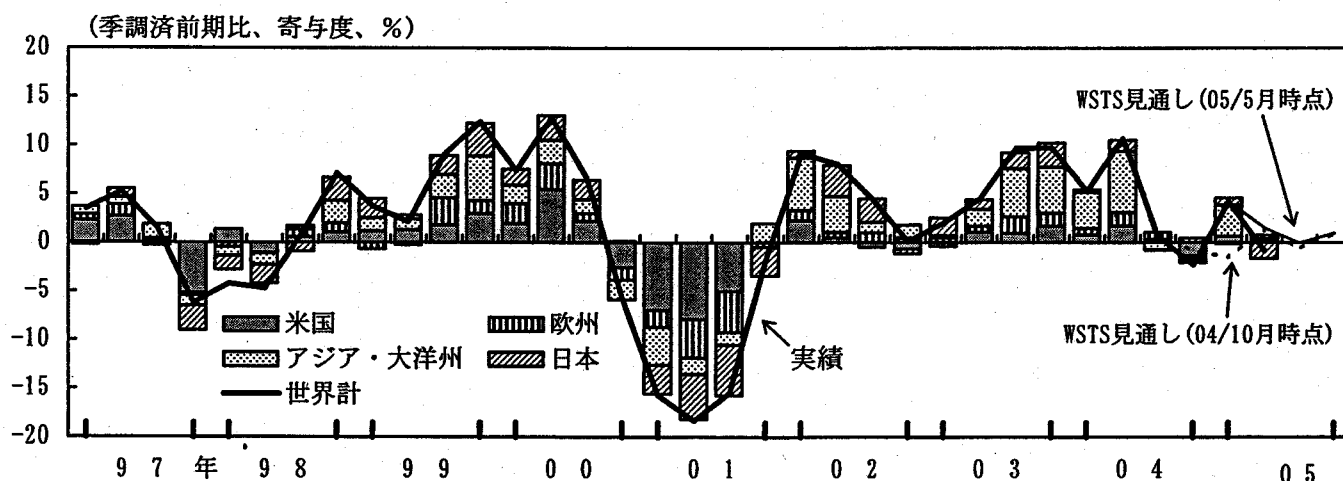 (季調済前期比、寄与度、%)
20
15
10
5
0
-5
-10
-15
-20
WSTS見通し(05/5月時点)
WSTS見通し(04/10月時点)
実績
米国
欧州
アジア・大洋州
日本
世界計
97年 98 99 00 01 02 03 04 05